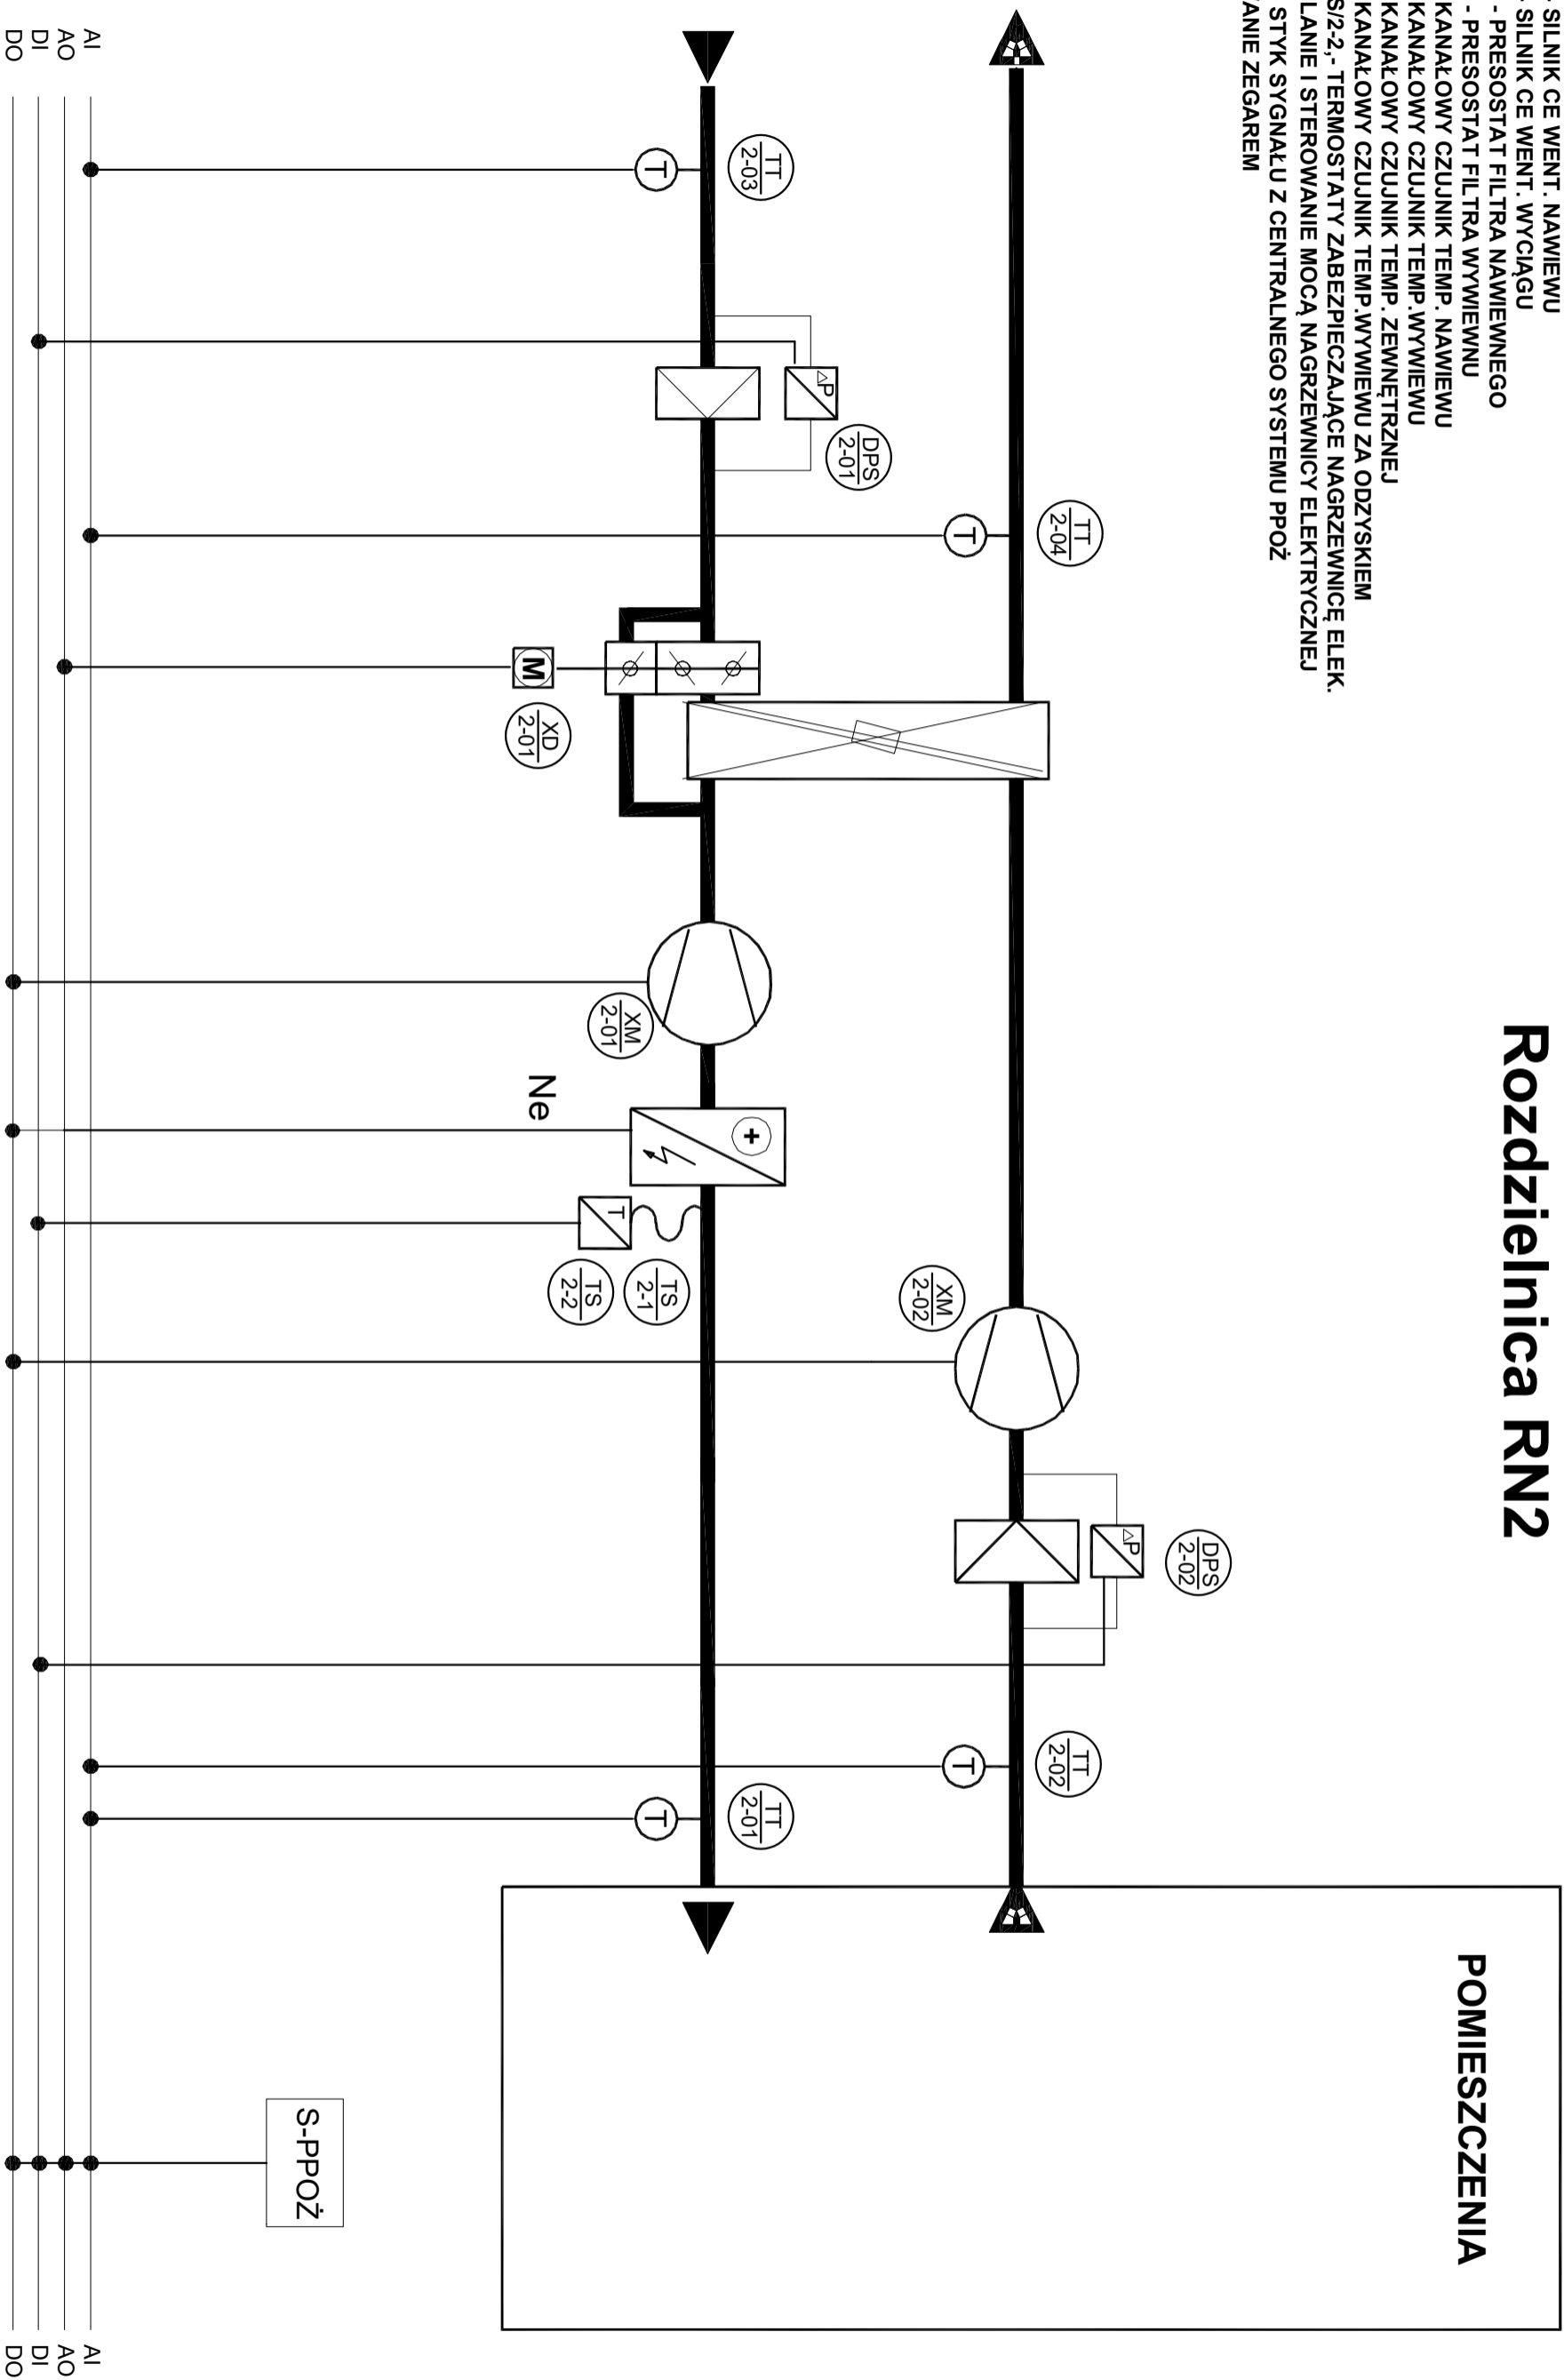 - SILNIK CE WENT. NAWIEWU
- SILNIK CE WENT. WYCIĄGU
- PRESOSTAT FILTRA NAWIEWNEGO
- PRESOSTAT FILTRA WYWIEWNU
KANAŁOWY CZUJNIK TEMP. NAWIEWU
KANAŁOWY CZUJNIK TEMP.WYWIEWU
KANAŁOWY CZUJNIK TEMP. ZEWNĘTRZNEJ
KANAŁOWY CZUJNIK TEMP.WYWIEWU ZA ODZYSKIEM
S/2-2,- TERMOSTATY ZABEZPIECZAJĄCE NAGRZEWNICĘ ELEK.
LANIE I STEROWANIE MOCĄ NAGRZEWNICY ELEKTRYCZNEJ
STYK SYGNAŁU Z CENTRALNEGO SYSTEMU PPOŻ
ANIE ZEGAREM
Rozdzielnica RN2
POMIESZCZENIA
DPS
2-02
TT
2-04
XM
2-02
TT
2-02
ΔP
ΔP
DPS
2-01
T
T
TT
2-03
TT
2-01
T
T
+
XD
2-01
M
XM
2-01
Ne
T
TS
2-1
TS
2-2
S-PPOŻ
AI
AO
DI
DO
AI
AO
DI
DO